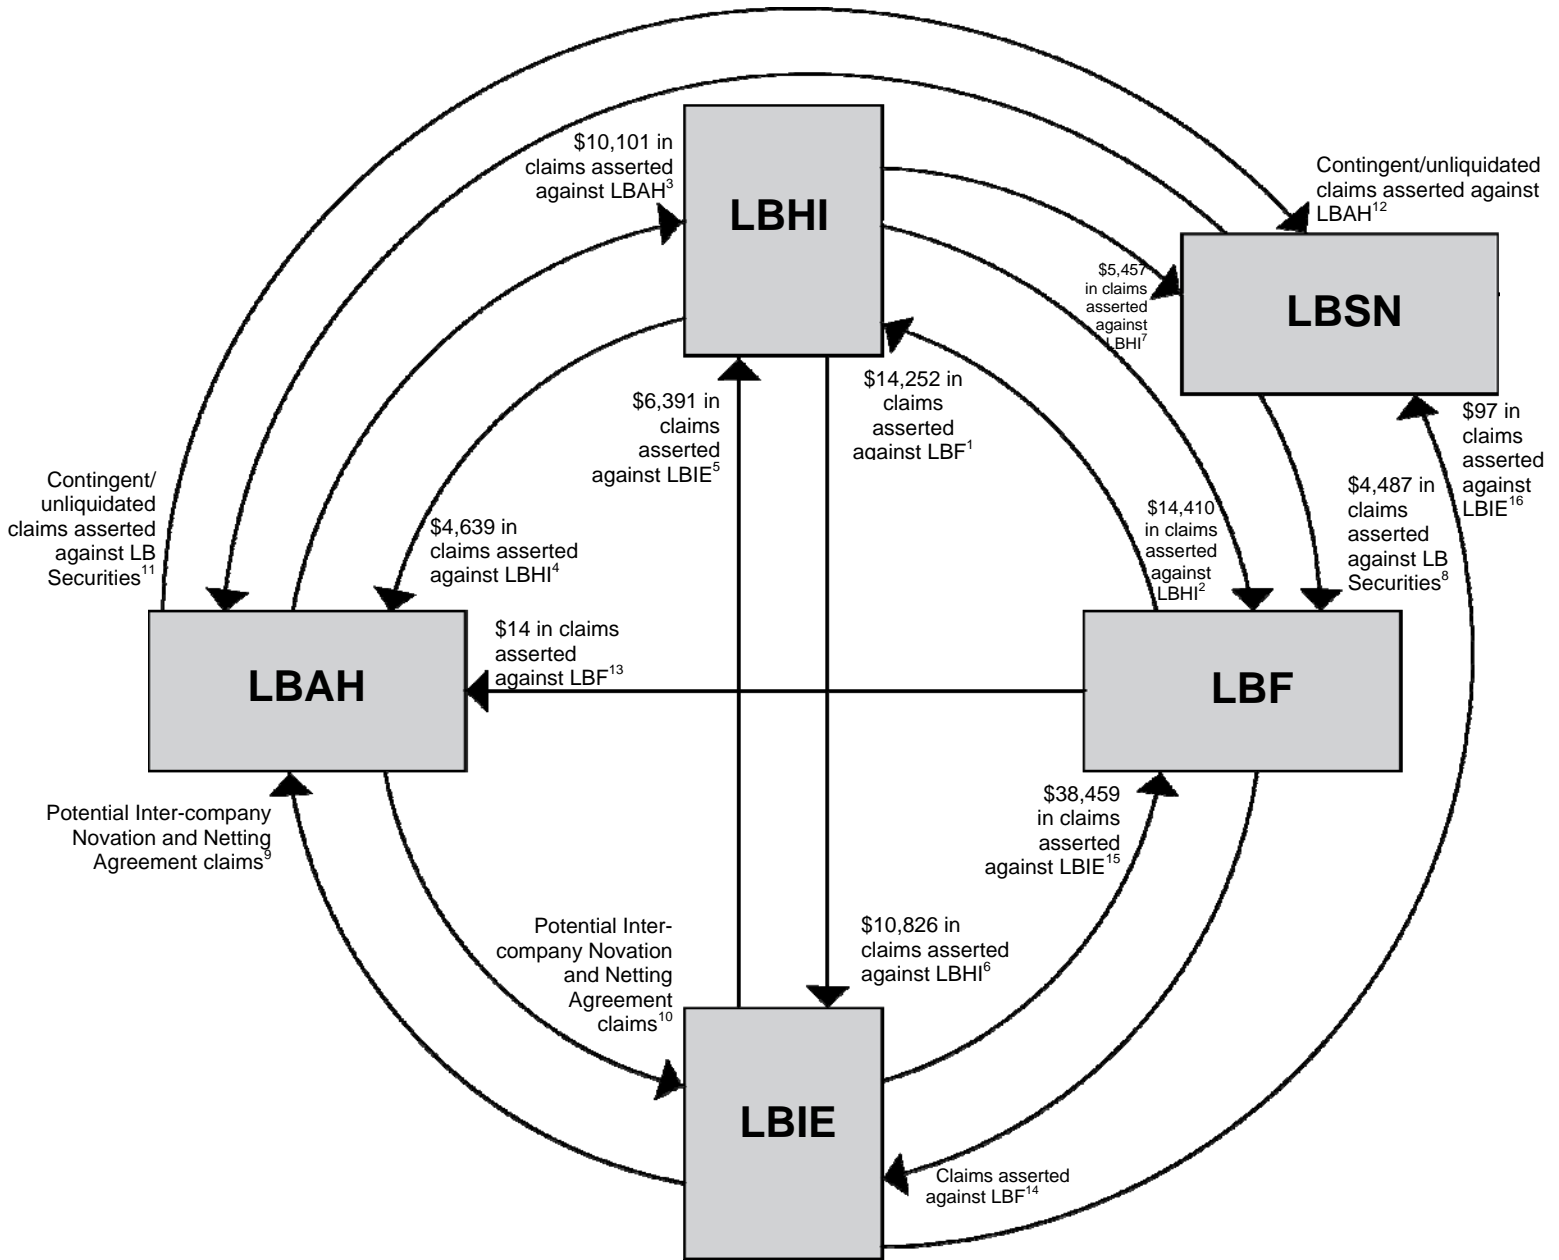 $10,101 in
claims asserted
against LBAH3
LBHI
Contingent/unliquidated
claims asserted against
LBAH12
$5,457
in claims
asserted
against
LBHI7
LBSN
$6,391 in
claims
asserted
against LBIE5
$14,252 in
claims
asserted
against LBF1
$97 in
claims
asserted
against
LBIE16
Contingent/
unliquidated
claims asserted
against LB
Securities11
$4,639 in
claims asserted
against LBHI4
$14,410
in claims
asserted
against
LBHI2
$4,487 in
claims
asserted
against LB
Securities8
$14 in claims
asserted
against LBF13
LBAH
LBF
Potential Inter-company
Novation and Netting
Agreement claims9
$38,459
in claims
asserted
against LBIE15
Potential Inter-
company Novation
and Netting
Agreement
claims10
$10,826 in
claims asserted
against LBHI6
LBIE
Claims asserted
against LBF14